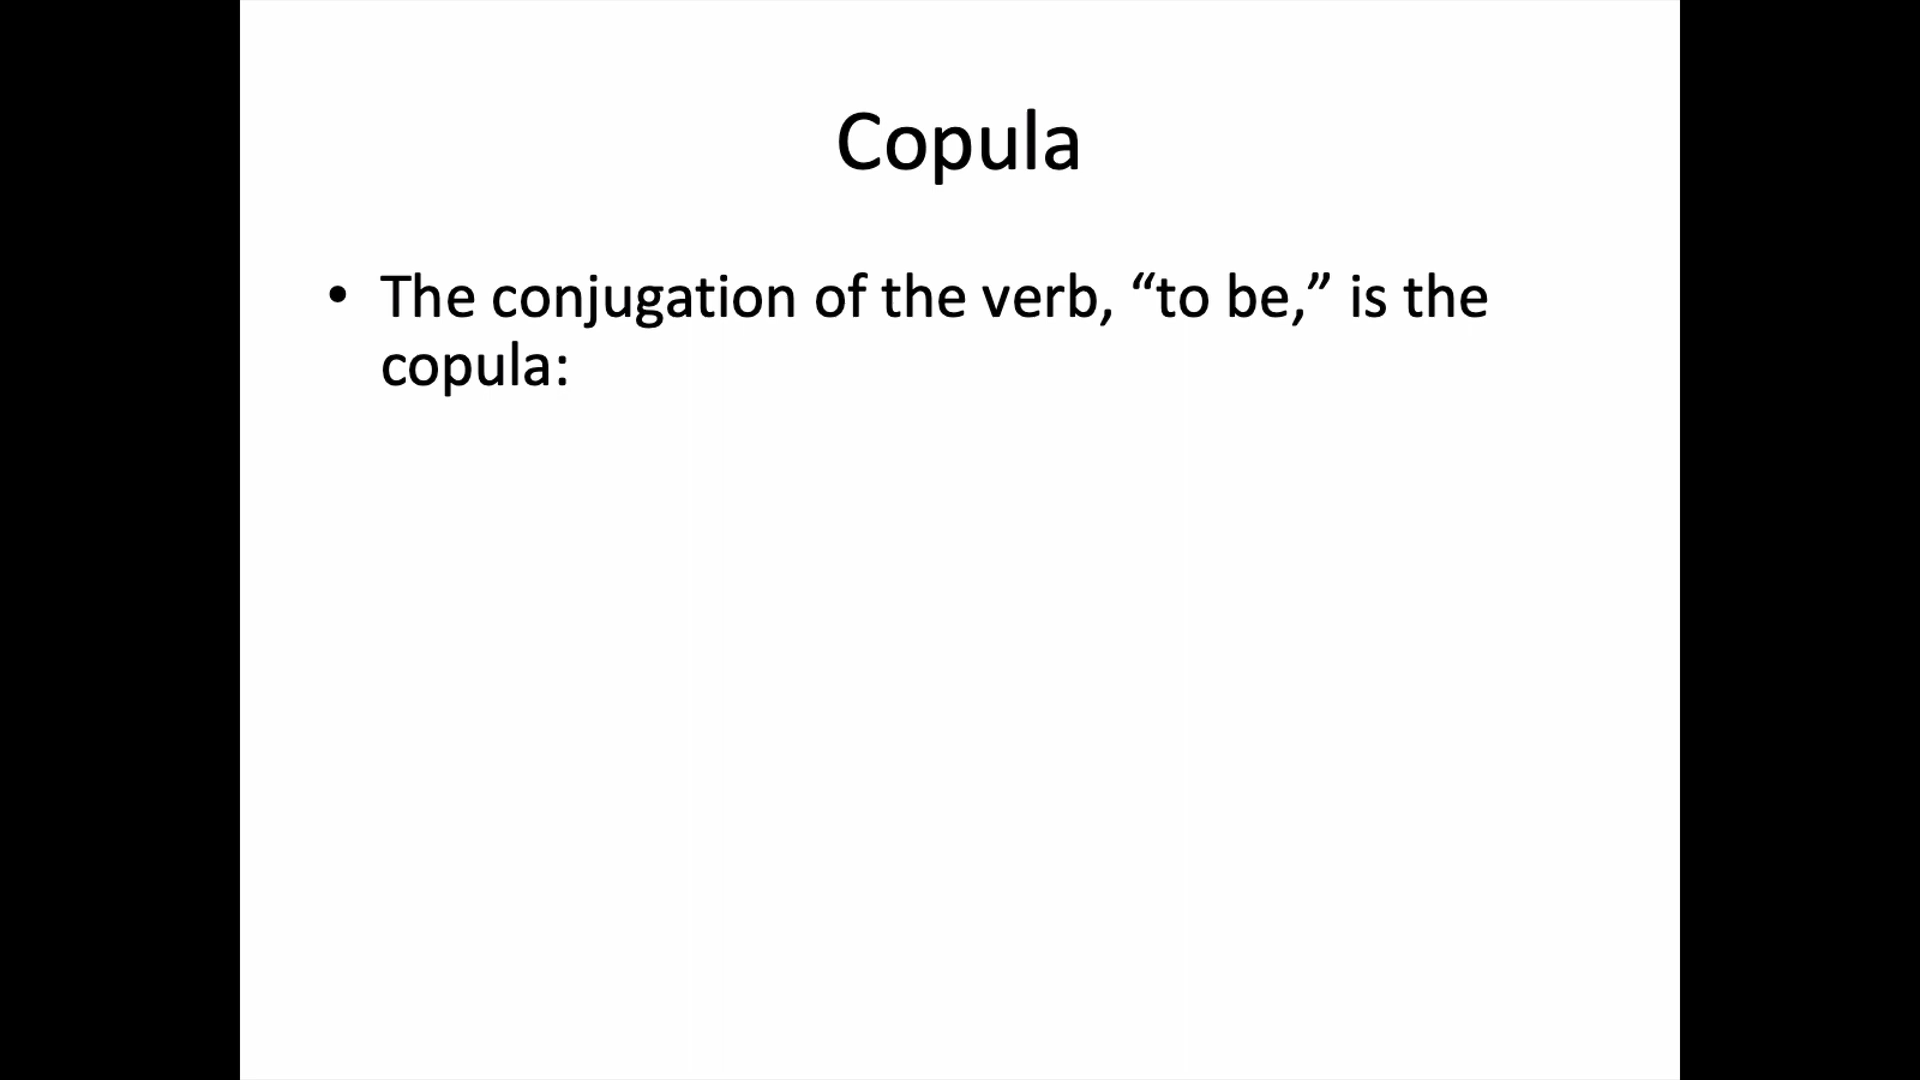 Copula
• The conjugation of the verb, “to be,” is the
copula: